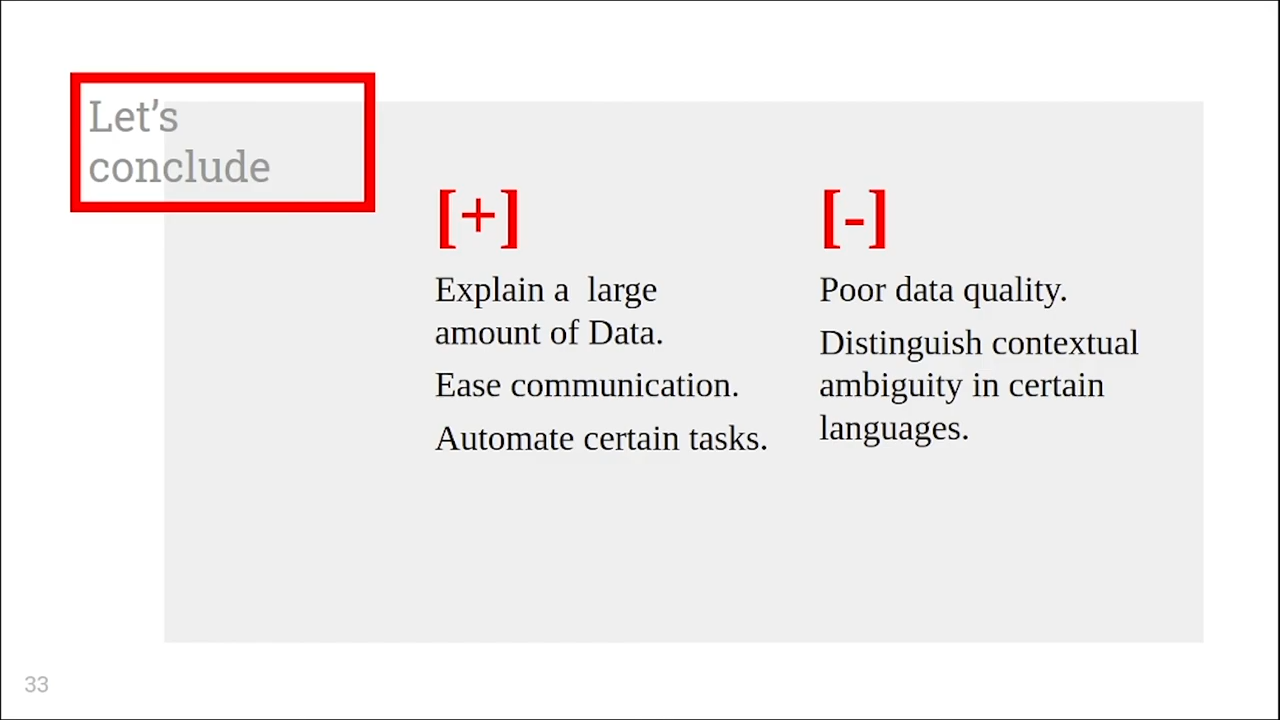 Let's
conclude
[+]
Explain a  large
amount of Data.
Ease communication.
Automate certain tasks.
[-]
Poor data quality.
Distinguish contextual
ambiguity in certain
languages.
33